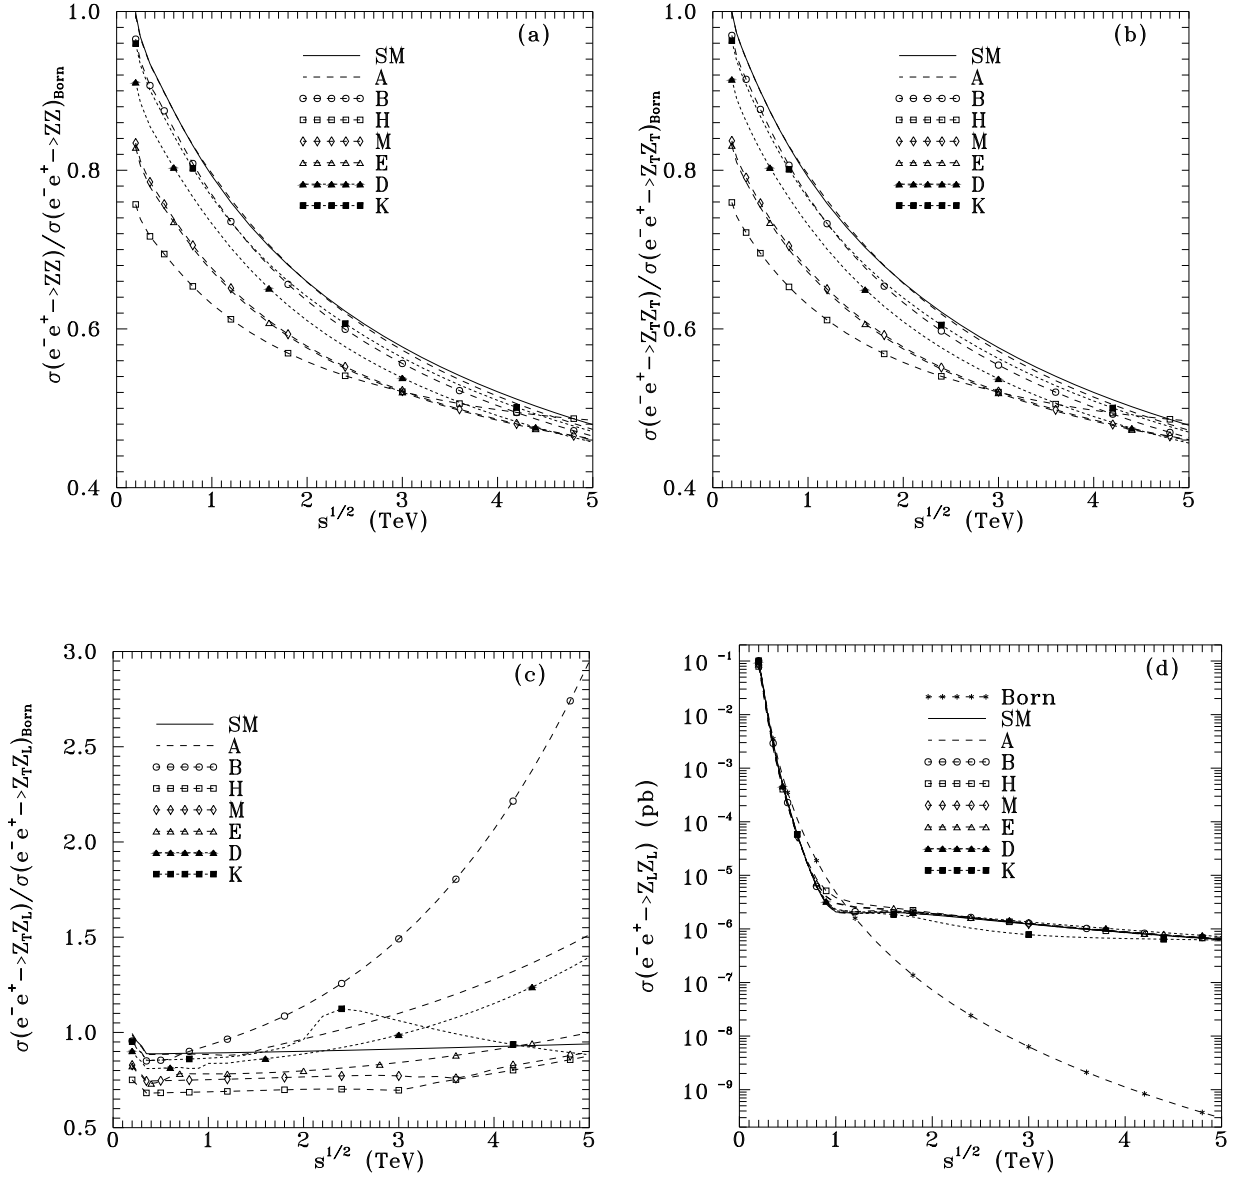 (a)
SM
A
B
H
M
E
D
K
1.0
0.8
0.6
0.4
0 1 2 3 4 5
s^{1/2} (TeV)
σ(e⁻e⁺−>ZZ)/σ(e⁻e⁺−>ZZ)_{Born}
(b)
SM
A
B
H
M
E
D
K
1.0
0.8
0.6
0.4
0 1 2 3 4 5
s^{1/2} (TeV)
σ(e⁻e⁺−>Z_TZ_T)/σ(e⁻e⁺−>Z_TZ_T)_{Born}
(c)
SM
A
B
H
M
E
D
K
3.0
2.5
2.0
1.5
1.0
0.5
0 1 2 3 4 5
s^{1/2} (TeV)
σ(e⁻e⁺−>Z_TZ_L)/σ(e⁻e⁺−>Z_TZ_L)_{Born}
(d)
Born
SM
A
B
H
M
E
D
K
10⁻¹
10⁻²
10⁻³
10⁻⁴
10⁻⁵
10⁻⁶
10⁻⁷
10⁻⁸
10⁻⁹
0 1 2 3 4 5
s^{1/2} (TeV)
σ(e⁻e⁺−>Z_LZ_L) (pb)